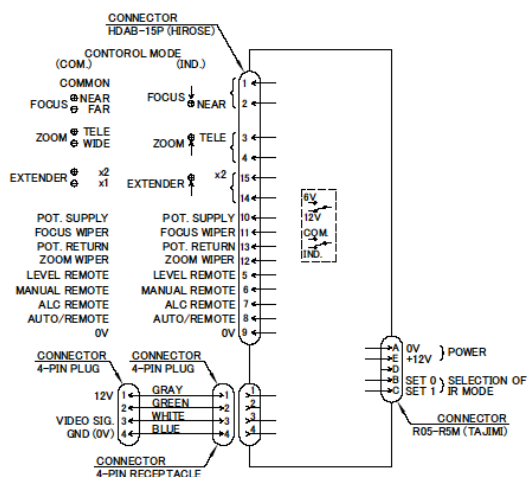 CONNECTOR
HDAB-15P (HIROSE)
CONTOROL MODE
(COM.) (IND.)
COMMON 1
FOCUS ⊕ NEAR FOCUS NEAR 2
⊖ FAR
ZOOM ⊕ TELE ZOOM TELE 3
⊖ WIDE 4
EXTENDER ⊕ x2 EXTENDER x2 15
⊖ x1 14
POT. SUPPLY POT. SUPPLY 10
FOCUS WIPER FOCUS WIPER 11
POT. RETURN POT. RETURN 13
ZOOM WIPER ZOOM WIPER 12
LEVEL REMOTE LEVEL REMOTE 5
MANUAL REMOTE MANUAL REMOTE 6
ALC REMOTE ALC REMOTE 7
AUTO/REMOTE AUTO/REMOTE 8
0V 0V 9
6V
12V
COM.
IND.
A 0V
E +12V POWER
D
B SET 0 SELECTION OF
C SET 1 IR MODE
CONNECTOR
R05-R5M (TAJIMI)
CONNECTOR CONNECTOR
4-PIN PLUG 4-PIN PLUG
12V 1 GRAY 1 1
2 GREEN 2 2
VIDEO SIG. 3 WHITE 3 3
GND (0V) 4 BLUE 4 4
CONNECTOR
4-PIN RECEPTACLE